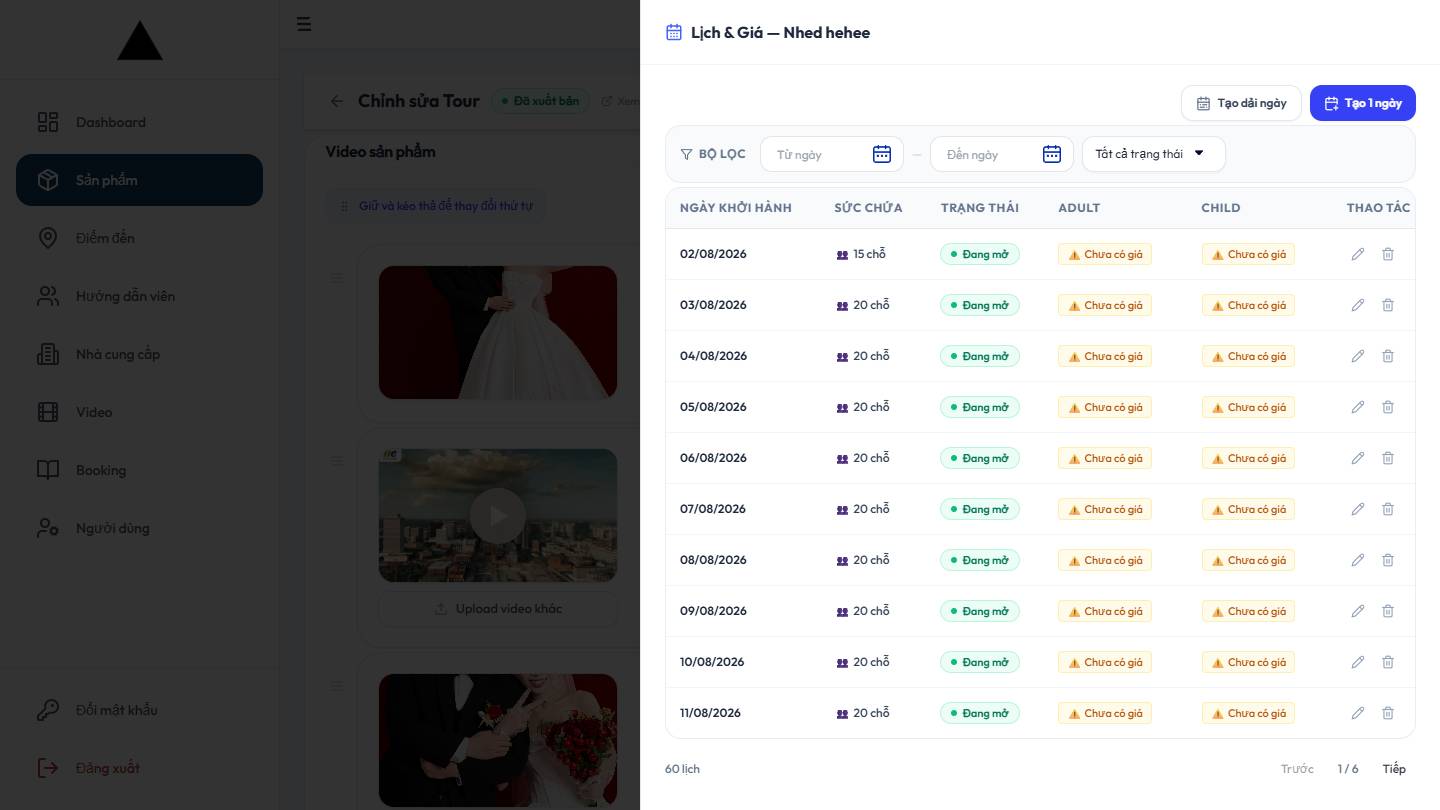 Dashboard
Sản phẩm
Điểm đến
Hướng dẫn viên
Nhà cung cấp
Video
Booking
Người dùng
Đổi mật khẩu
Đăng xuất
Chỉnh sửa Tour
Đã xuất bản
Xem
Video sản phẩm
Giữ và kéo thả để thay đổi thứ tự
Upload video khác
Lịch & Giá — Nhed hehee
Tạo dải ngày
Tạo 1 ngày
BỘ LỌC Từ ngày — Đến ngày Tất cả trạng thái
NGÀY KHỞI HÀNH SỨC CHỨA TRẠNG THÁI ADULT CHILD THAO TÁC
02/08/2026 15 chỗ Đang mở Chưa có giá Chưa có giá
03/08/2026 20 chỗ Đang mở Chưa có giá Chưa có giá
04/08/2026 20 chỗ Đang mở Chưa có giá Chưa có giá
05/08/2026 20 chỗ Đang mở Chưa có giá Chưa có giá
06/08/2026 20 chỗ Đang mở Chưa có giá Chưa có giá
07/08/2026 20 chỗ Đang mở Chưa có giá Chưa có giá
08/08/2026 20 chỗ Đang mở Chưa có giá Chưa có giá
09/08/2026 20 chỗ Đang mở Chưa có giá Chưa có giá
10/08/2026 20 chỗ Đang mở Chưa có giá Chưa có giá
11/08/2026 20 chỗ Đang mở Chưa có giá Chưa có giá
60 lịch Trước 1 / 6 Tiếp